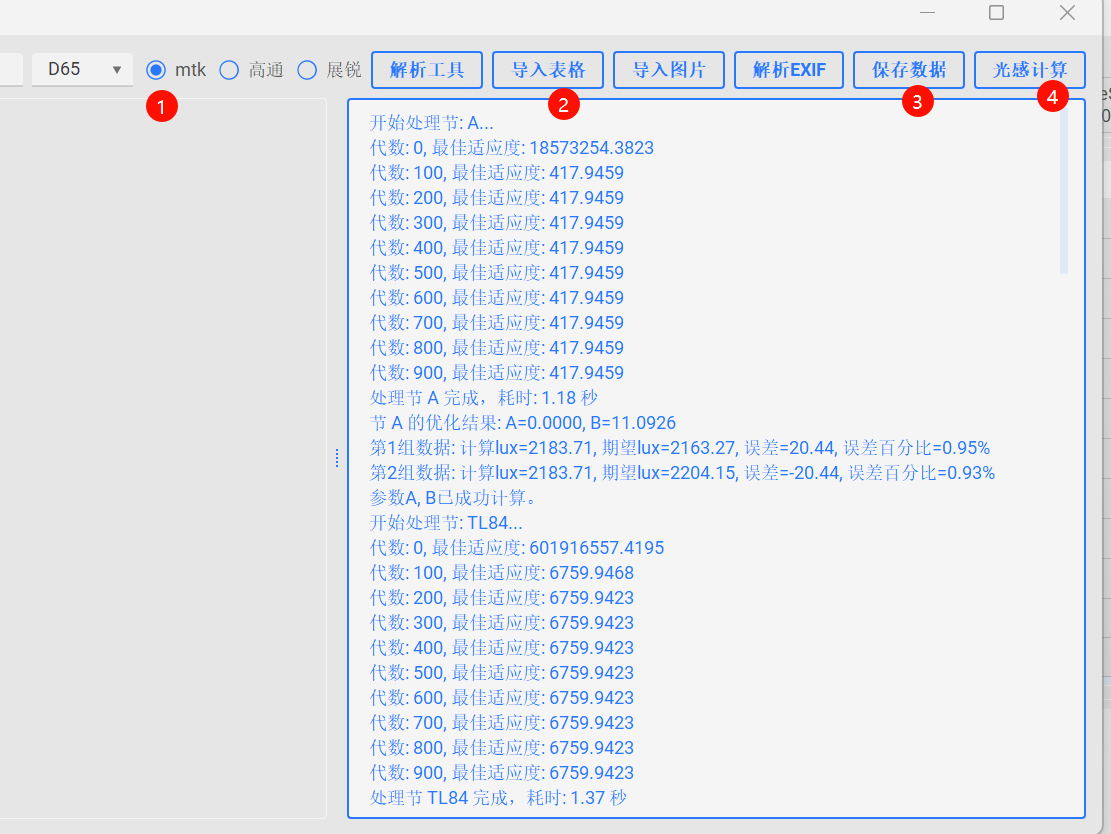 D65 mtk 高通 展锐 解析工具 导入表格 导入图片 解析EXIF 保存数据 光感计算
1 2 3 4
开始处理节: A...
代数: 0, 最佳适应度: 18573254.3823
代数: 100, 最佳适应度: 417.9459
代数: 200, 最佳适应度: 417.9459
代数: 300, 最佳适应度: 417.9459
代数: 400, 最佳适应度: 417.9459
代数: 500, 最佳适应度: 417.9459
代数: 600, 最佳适应度: 417.9459
代数: 700, 最佳适应度: 417.9459
代数: 800, 最佳适应度: 417.9459
代数: 900, 最佳适应度: 417.9459
处理节 A 完成，耗时: 1.18 秒
节 A 的优化结果: A=0.0000, B=11.0926
第1组数据: 计算lux=2183.71, 期望lux=2163.27, 误差=20.44, 误差百分比=0.95%
第2组数据: 计算lux=2183.71, 期望lux=2204.15, 误差=-20.44, 误差百分比=0.93%
参数A, B已成功计算。
开始处理节: TL84...
代数: 0, 最佳适应度: 601916557.4195
代数: 100, 最佳适应度: 6759.9468
代数: 200, 最佳适应度: 6759.9423
代数: 300, 最佳适应度: 6759.9423
代数: 400, 最佳适应度: 6759.9423
代数: 500, 最佳适应度: 6759.9423
代数: 600, 最佳适应度: 6759.9423
代数: 700, 最佳适应度: 6759.9423
代数: 800, 最佳适应度: 6759.9423
代数: 900, 最佳适应度: 6759.9423
处理节 TL84 完成，耗时: 1.37 秒